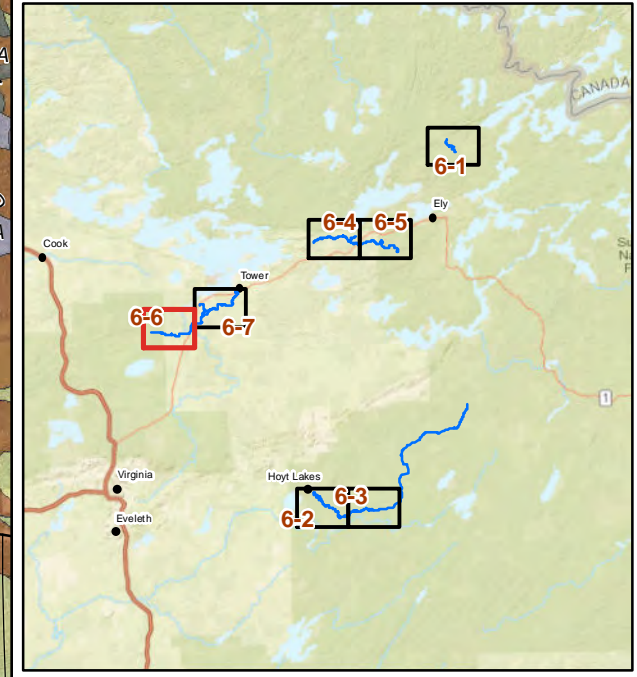 CANADA
6-1
Ely
6-4
6-5
Cook
Tower
6-6
6-7
1
Virginia
Hoyt Lakes
6-3
6-2
Eveleth